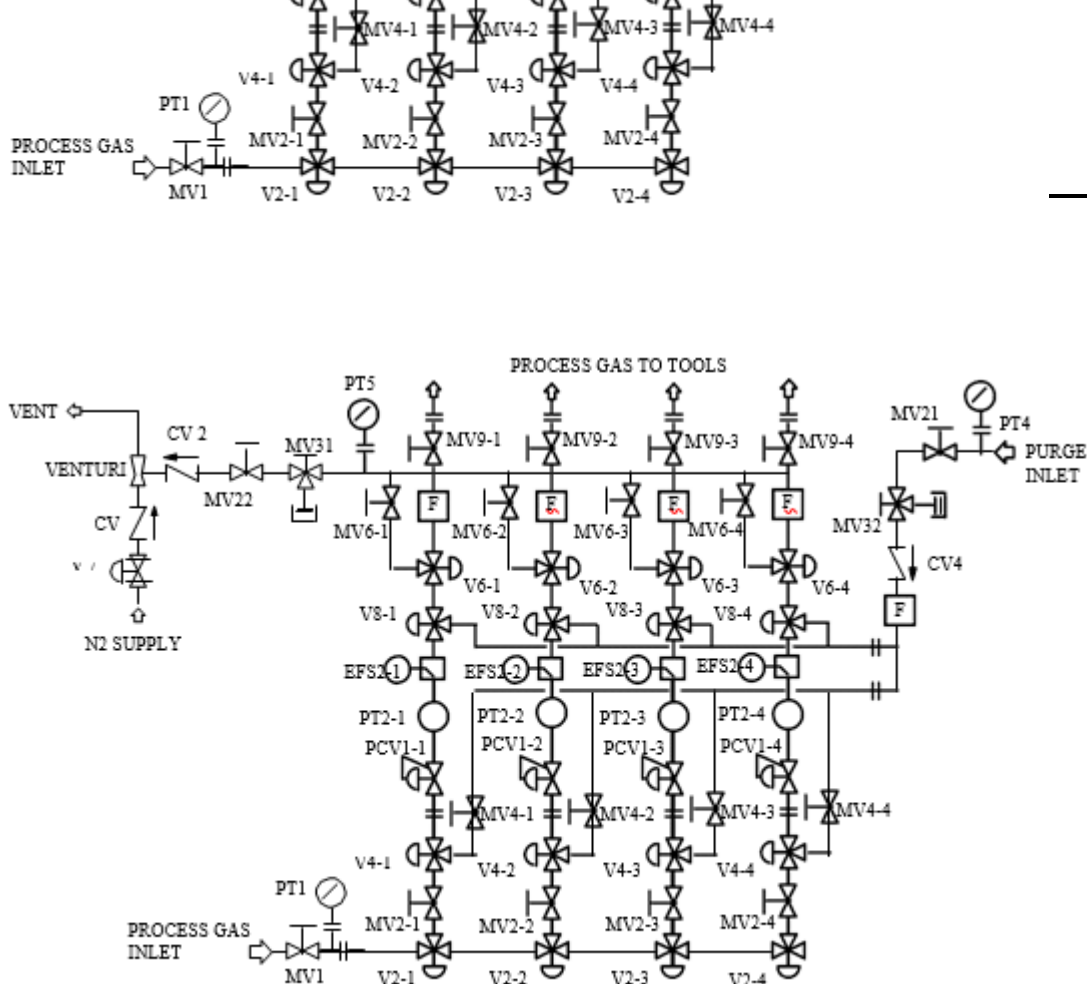 MV4-1 MV4-2 MV4-3 MV4-4
V4-1 V4-2 V4-3 V4-4
PT1
MV2-1 MV2-2 MV2-3 MV2-4
PROCESS GAS
INLET
MV1 V2-1 V2-2 V2-3 V2-4
PROCESS GAS TO TOOLS
PT5
VENT
MV21 PT4
CV 2 MV31 MV9-1 MV9-2 MV9-3 MV9-4
PURGE
INLET
VENTURI
MV22
F F F F
CV MV6-1 MV6-2 MV6-3 MV6-4 MV32
CV4
V6-1 V6-2 V6-3 V6-4
V8-1 V8-2 V8-3 V8-4 F
N2 SUPPLY
EFS2-1 EFS2-2 EFS2-3 EFS2-4
PT2-1 PT2-2 PT2-3 PT2-4
PCV1-1 PCV1-2 PCV1-3 PCV1-4
MV4-1 MV4-2 MV4-3 MV4-4
V4-1 V4-2 V4-3 V4-4
PT1
MV2-1 MV2-2 MV2-3 MV2-4
PROCESS GAS
INLET
MV1 V2-1 V2-2 V2-3 V2-4